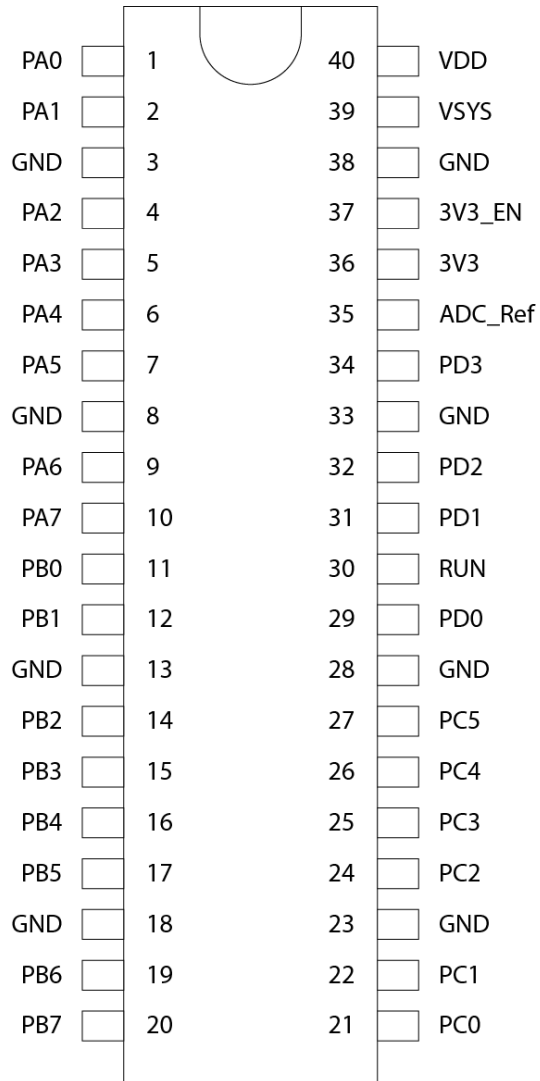 PA0 1 40 VDD
PA1 2 39 VSYS
GND 3 38 GND
PA2 4 37 3V3_EN
PA3 5 36 3V3
PA4 6 35 ADC_Ref
PA5 7 34 PD3
GND 8 33 GND
PA6 9 32 PD2
PA7 10 31 PD1
PB0 11 30 RUN
PB1 12 29 PD0
GND 13 28 GND
PB2 14 27 PC5
PB3 15 26 PC4
PB4 16 25 PC3
PB5 17 24 PC2
GND 18 23 GND
PB6 19 22 PC1
PB7 20 21 PC0